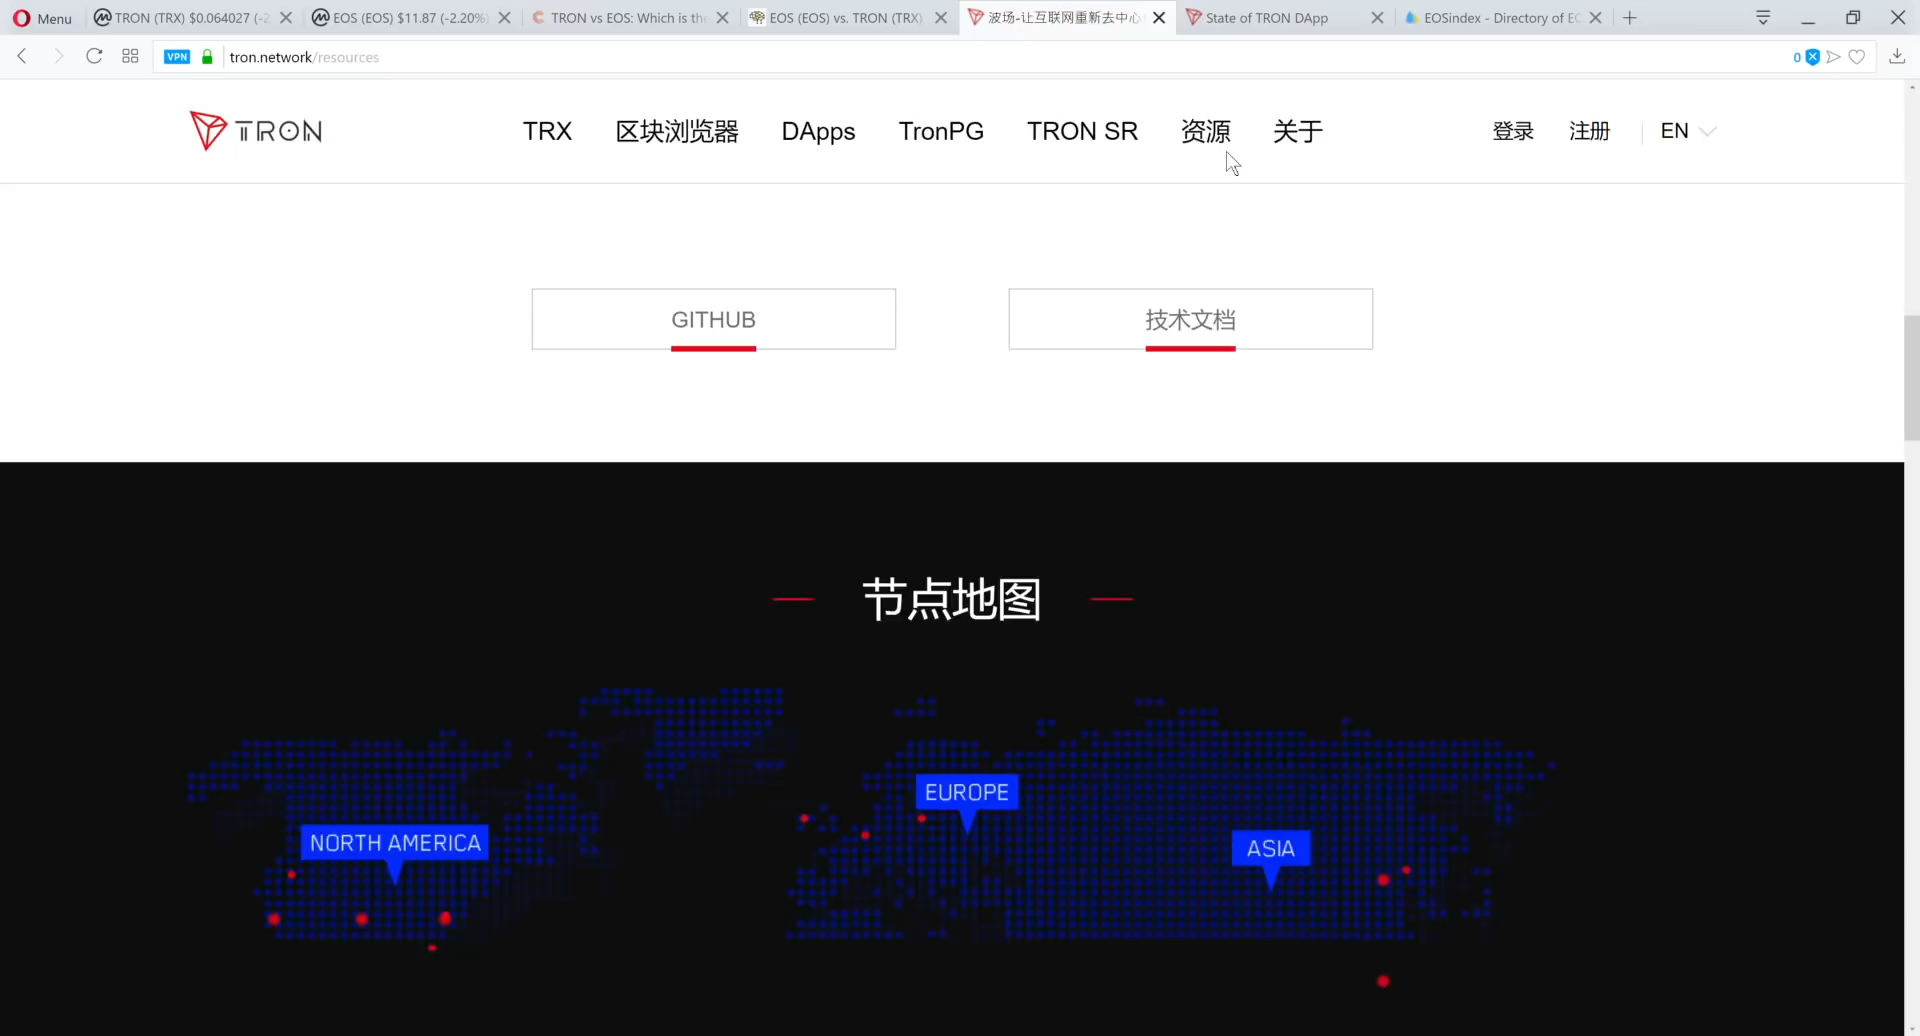 Menu
TRON (TRX) $0.064027 (-2
EOS (EOS) $11.87 (-2.20%)
TRON vs EOS: Which is the
EOS (EOS) vs. TRON (TRX)
波场-让互联网重新去中心
State of TRON DApp
EOSindex - Directory of EO
VPN
tron.network/resources
0
TRON
TRX
区块浏览器
DApps
TronPG
TRON SR
资源
关于
登录
注册
EN
GITHUB
技术文档
节点地图
EUROPE
NORTH AMERICA
ASIA